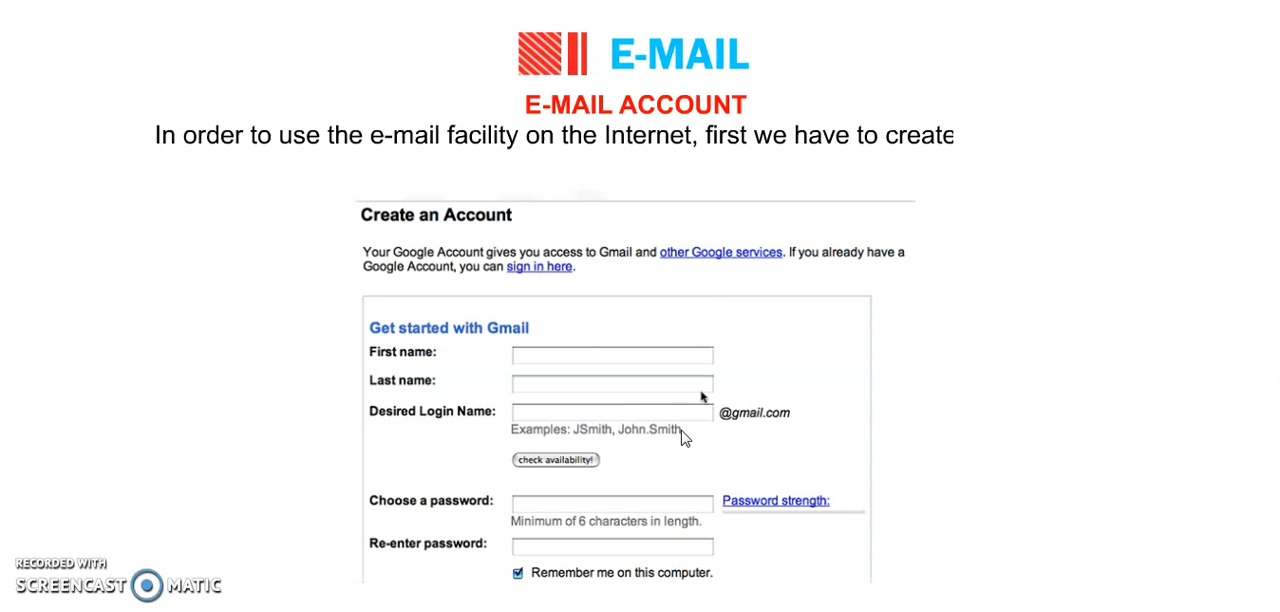 E-MAIL
E-MAIL ACCOUNT
In order to use the e-mail facility on the Internet, first we have to create
Create an Account
Your Google Account gives you access to Gmail and other Google services. If you already have a
Google Account, you can sign in here.
Get started with Gmail
First name:
Last name:
Desired Login Name: @gmail.com
Examples: JSmith, John.Smith
check availability!
Choose a password: Password strength:
Minimum of 6 characters in length.
Re-enter password:
Remember me on this computer.
RECORDED WITH
SCREENCAST MATIC